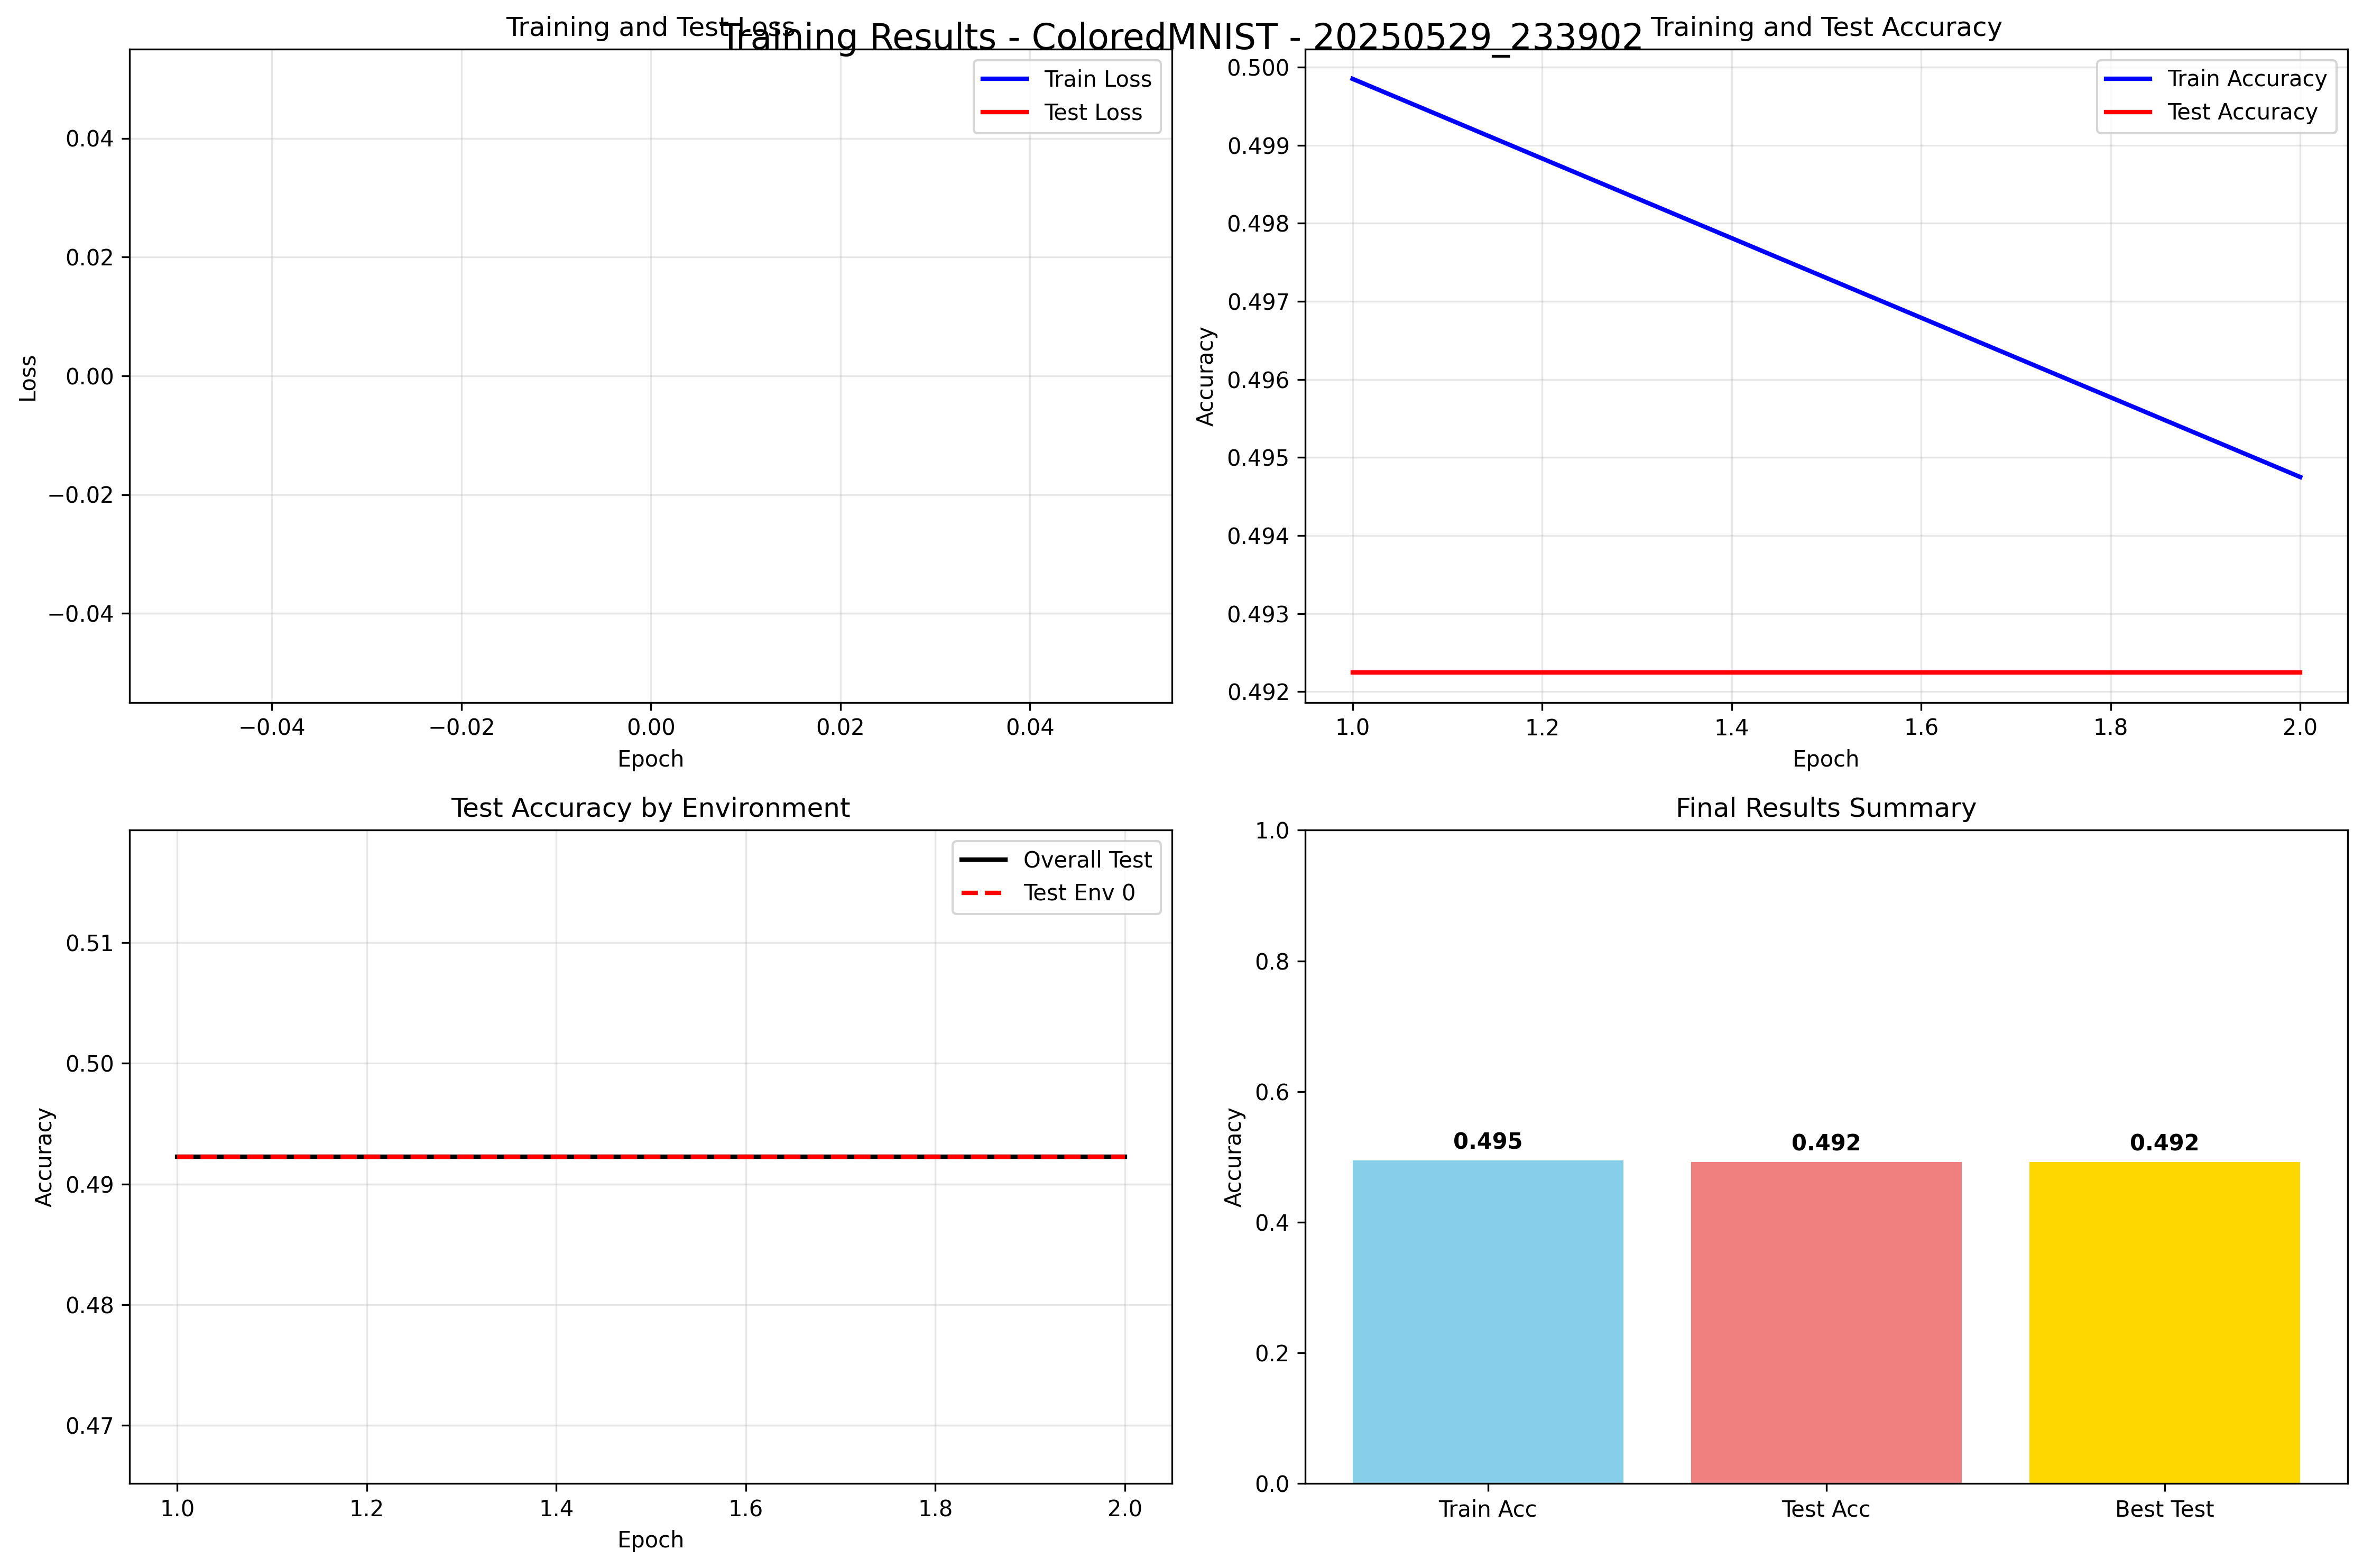 Training Results - ColoredMNIST - 20250529_233902
Training and Test Loss
Train Loss
Test Loss
0.04
0.02
0.00
−0.02
−0.04
Loss
−0.04 −0.02 0.00 0.02 0.04
Epoch
Training and Test Accuracy
Train Accuracy
Test Accuracy
0.500
0.499
0.498
0.497
0.496
0.495
0.494
0.493
0.492
Accuracy
1.0 1.2 1.4 1.6 1.8 2.0
Epoch
Test Accuracy by Environment
Overall Test
Test Env 0
0.51
0.50
0.49
0.48
0.47
Accuracy
1.0 1.2 1.4 1.6 1.8 2.0
Epoch
Final Results Summary
1.0
0.8
0.6
0.4
0.2
0.0
Accuracy
0.495 0.492 0.492
Train Acc Test Acc Best Test